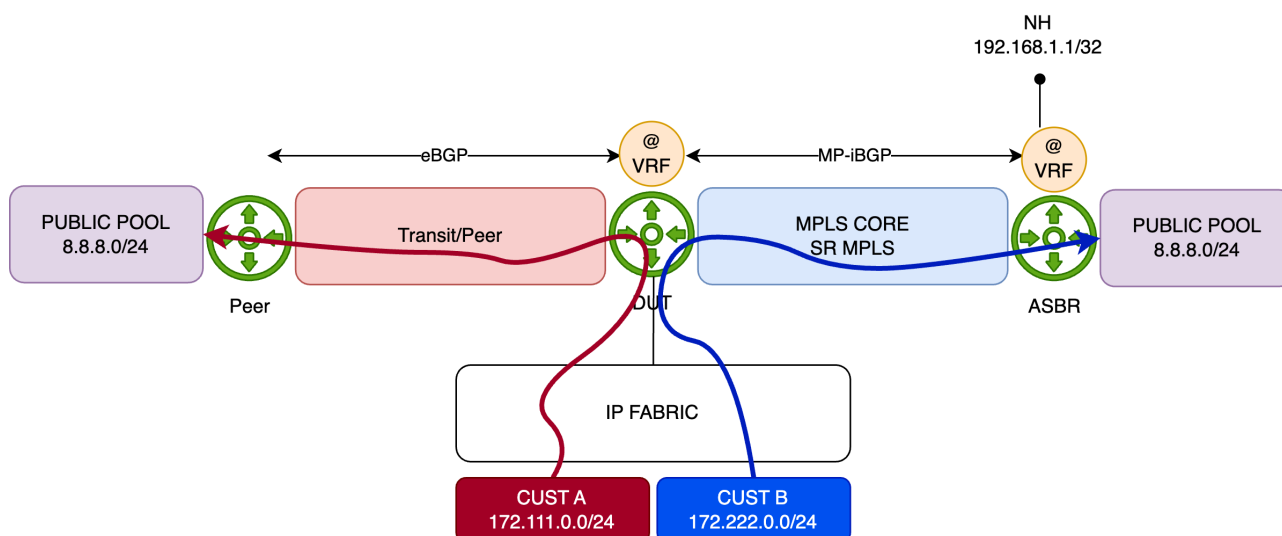 NH
192.168.1.1/32
@
VRF
@
VRF
eBGP
MP-iBGP
PUBLIC POOL
8.8.8.0/24
Transit/Peer
MPLS CORE
SR MPLS
PUBLIC POOL
8.8.8.0/24
Peer
DUT
ASBR
IP FABRIC
CUST A
172.111.0.0/24
CUST B
172.222.0.0/24